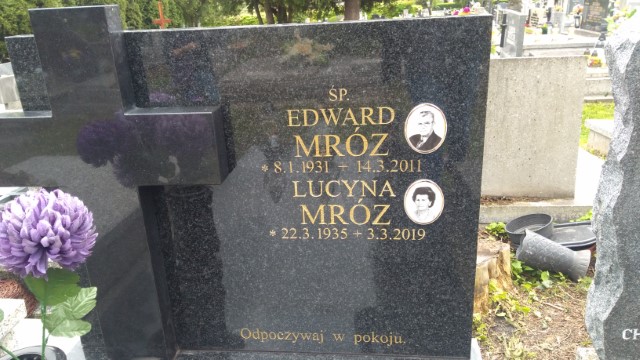 ŚP.
EDWARD
MRÓZ
* 8.1.1931 + 14.3.2011
LUCYNA
MRÓZ
* 22.3.1935 + 3.3.2019
Odpoczywaj w pokoju.
CH